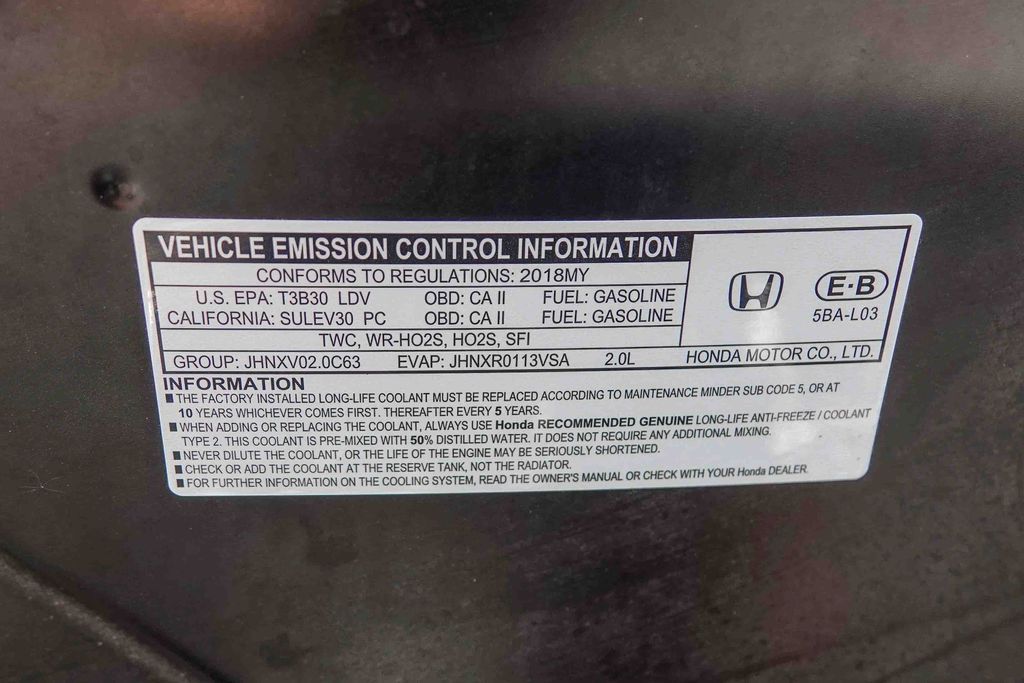 VEHICLE EMISSION CONTROL INFORMATION
CONFORMS TO REGULATIONS: 2018MY
U.S. EPA: T3B30 LDV OBD: CA II FUEL: GASOLINE
CALIFORNIA: SULEV30 PC OBD: CA II FUEL: GASOLINE
TWC, WR-HO2S, HO2S, SFI
GROUP: JHNXV02.0C63 EVAP: JHNXR0113VSA 2.0L
E·B
5BA-L03
HONDA MOTOR CO., LTD.
INFORMATION
■ THE FACTORY INSTALLED LONG-LIFE COOLANT MUST BE REPLACED ACCORDING TO MAINTENANCE MINDER SUB CODE 5, OR AT
10 YEARS WHICHEVER COMES FIRST. THEREAFTER EVERY 5 YEARS.
■ WHEN ADDING OR REPLACING THE COOLANT, ALWAYS USE Honda RECOMMENDED GENUINE LONG-LIFE ANTI-FREEZE / COOLANT
TYPE 2. THIS COOLANT IS PRE-MIXED WITH 50% DISTILLED WATER. IT DOES NOT REQUIRE ANY ADDITIONAL MIXING.
■ NEVER DILUTE THE COOLANT, OR THE LIFE OF THE ENGINE MAY BE SERIOUSLY SHORTENED.
■ CHECK OR ADD THE COOLANT AT THE RESERVE TANK, NOT THE RADIATOR.
■ FOR FURTHER INFORMATION ON THE COOLING SYSTEM, READ THE OWNER'S MANUAL OR CHECK WITH YOUR Honda DEALER.